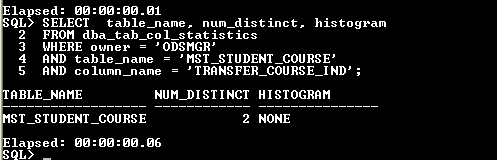 Elapsed: 00:00:00.01
SQL> SELECT  table_name, num_distinct, histogram
  2  FROM dba_tab_col_statistics
  3  WHERE owner = 'ODSMGR'
  4  AND table_name = 'MST_STUDENT_COURSE'
  5  AND column_name = 'TRANSFER_COURSE_IND';
TABLE_NAME         NUM_DISTINCT HISTOGRAM
------------------ ------------ ---------------
MST_STUDENT_COURSE            2 NONE
Elapsed: 00:00:00.06
SQL> _